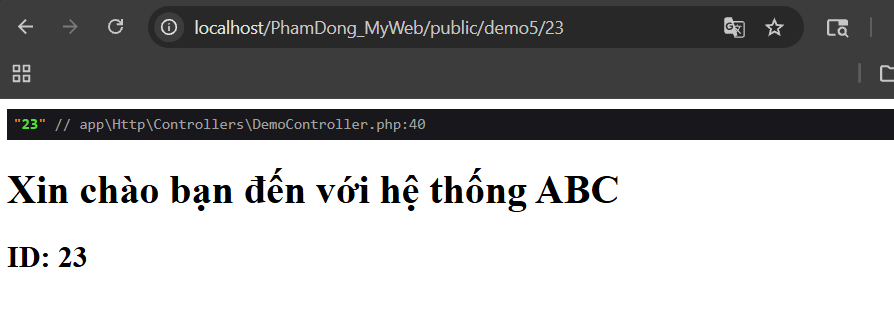 localhost/PhamDong_MyWeb/public/demo5/23
"23" // app\Http\Controllers\DemoController.php:40
Xin chào bạn đến với hệ thống ABC
ID: 23